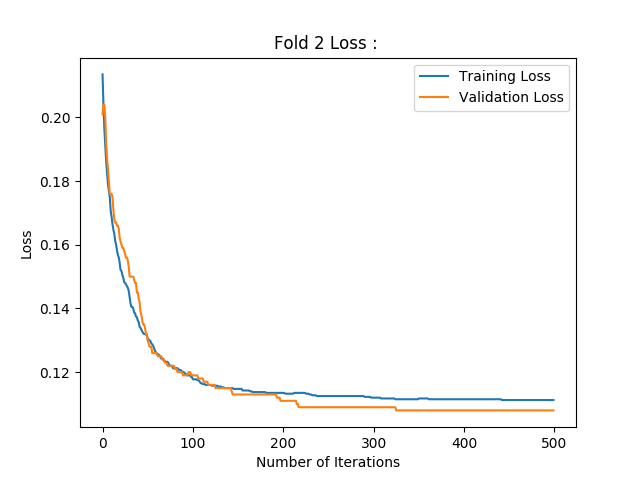 Fold 2 Loss :
Training Loss
Validation Loss
0.20
0.18
0.16
0.14
0.12
Loss
0 100 200 300 400 500
Number of Iterations